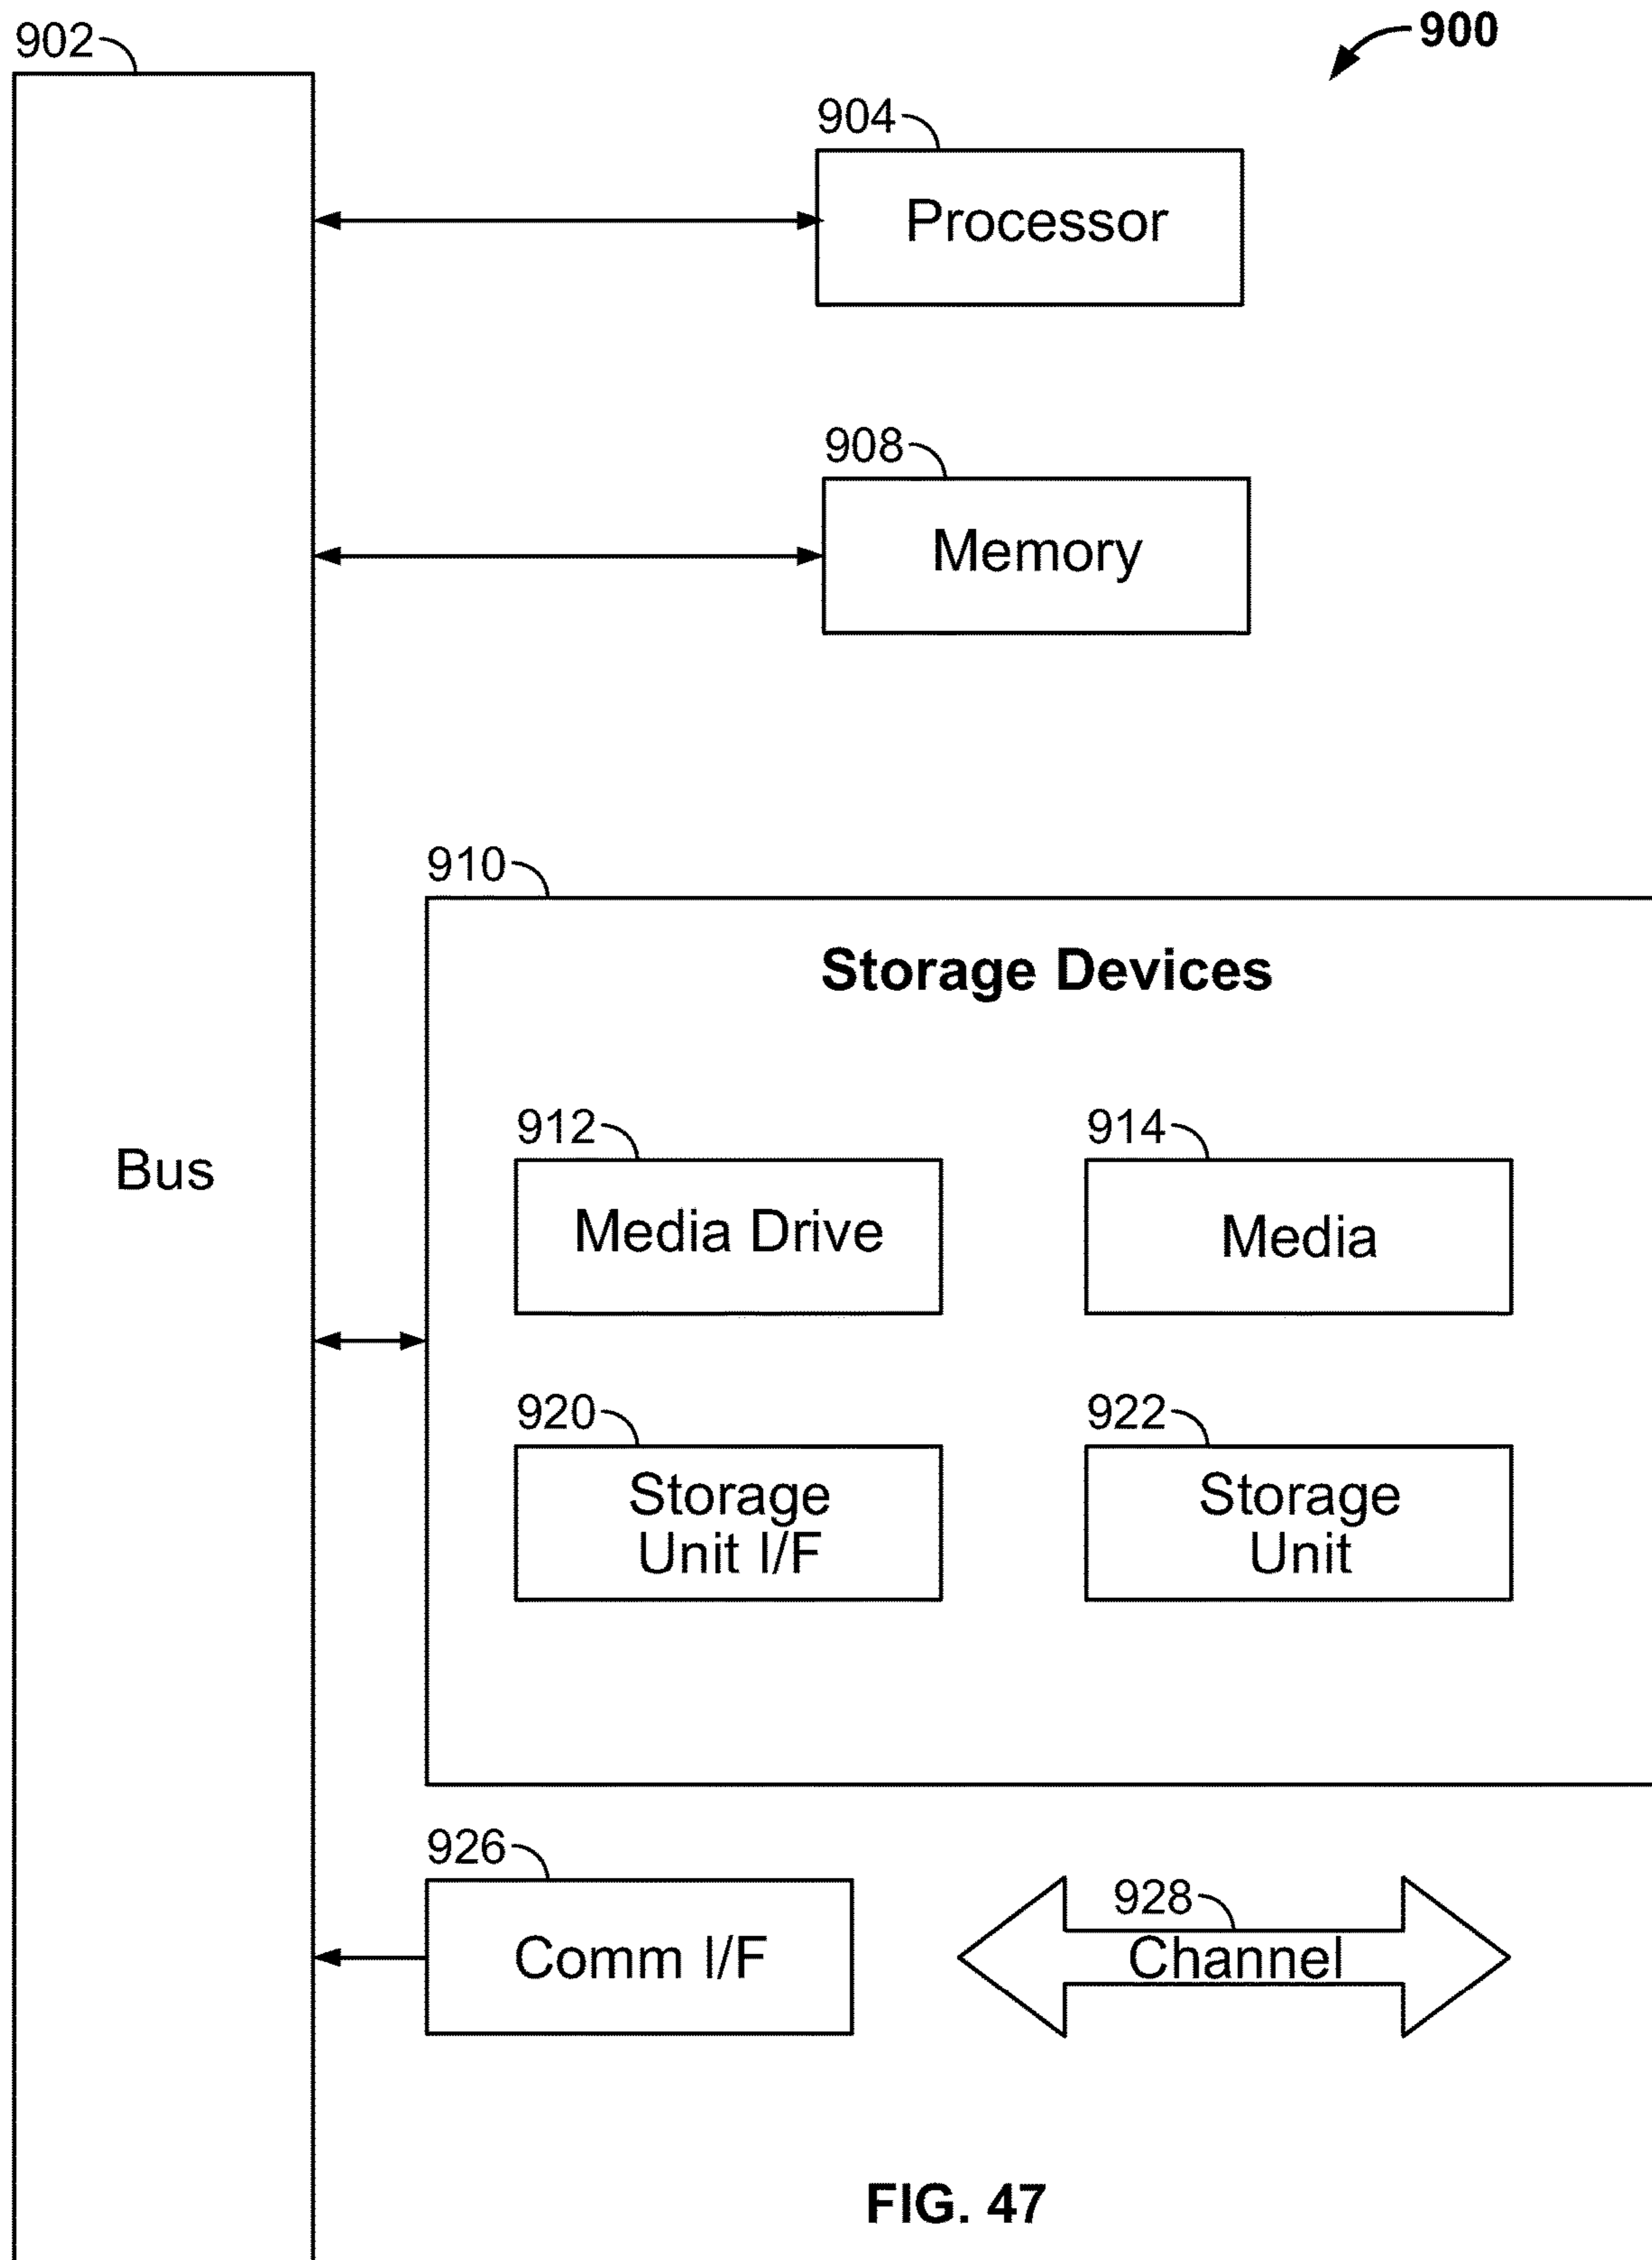 902
900
904
Processor
908
Memory
910
Storage Devices
912
914
Bus
Media Drive
Media
920
922
Storage
Unit I/F
Storage
Unit
926
928
Comm I/F
Channel
FIG. 47